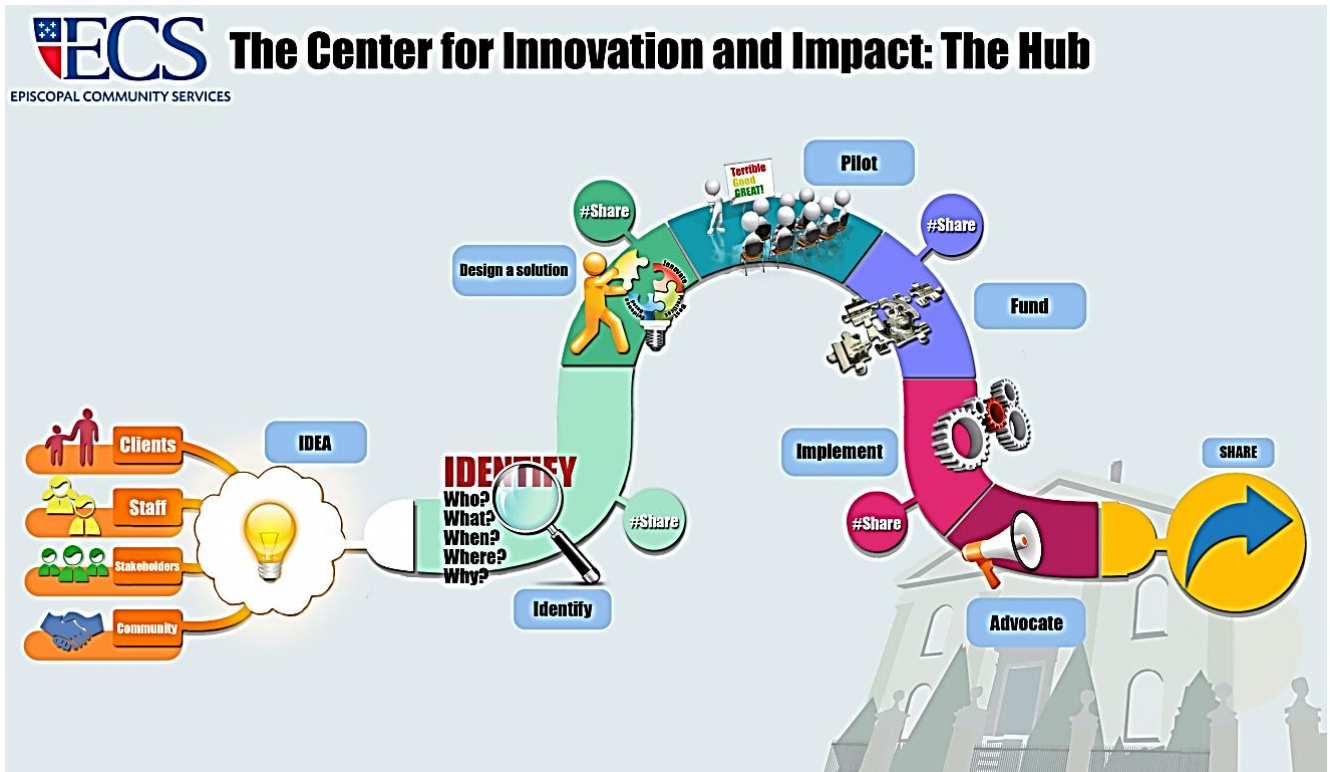 ECS
EPISCOPAL COMMUNITY SERVICES
The Center for Innovation and Impact: The Hub
Clients
Staff
Stakeholders
Community
IDEA
IDENTIFY
Who?
What?
When?
Where?
Why?
Identify
#Share
Design a solution
#Share
Innovate
Terrible
Good
GREAT!
Pilot
#Share
Fund
Implement
#Share
Advocate
SHARE